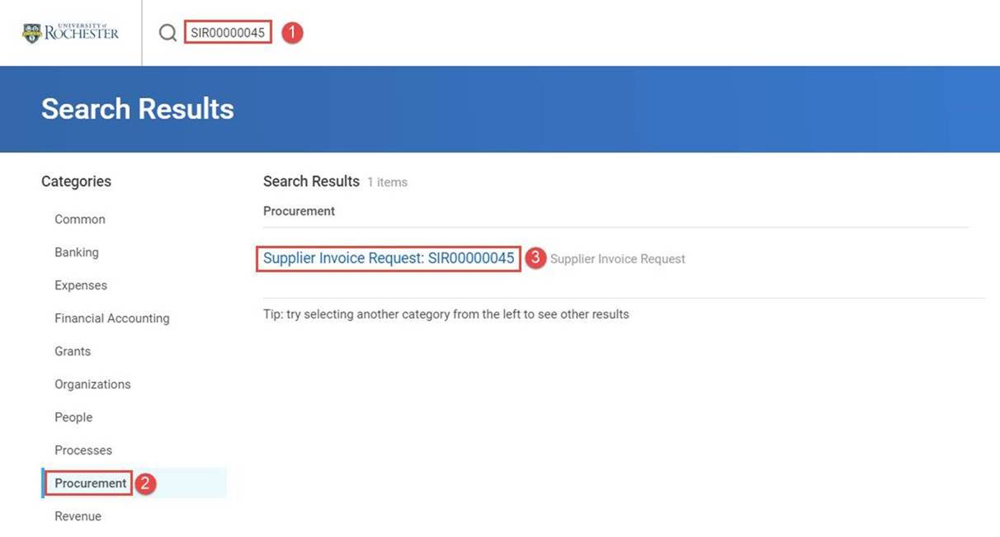 UNIVERSITY of
ROCHESTER
SIR00000045 1
Search Results
Categories
Common
Banking
Expenses
Financial Accounting
Grants
Organizations
People
Processes
Procurement 2
Revenue
Search Results 1 items
Procurement
Supplier Invoice Request: SIR00000045 3 Supplier Invoice Request
Tip: try selecting another category from the left to see other results